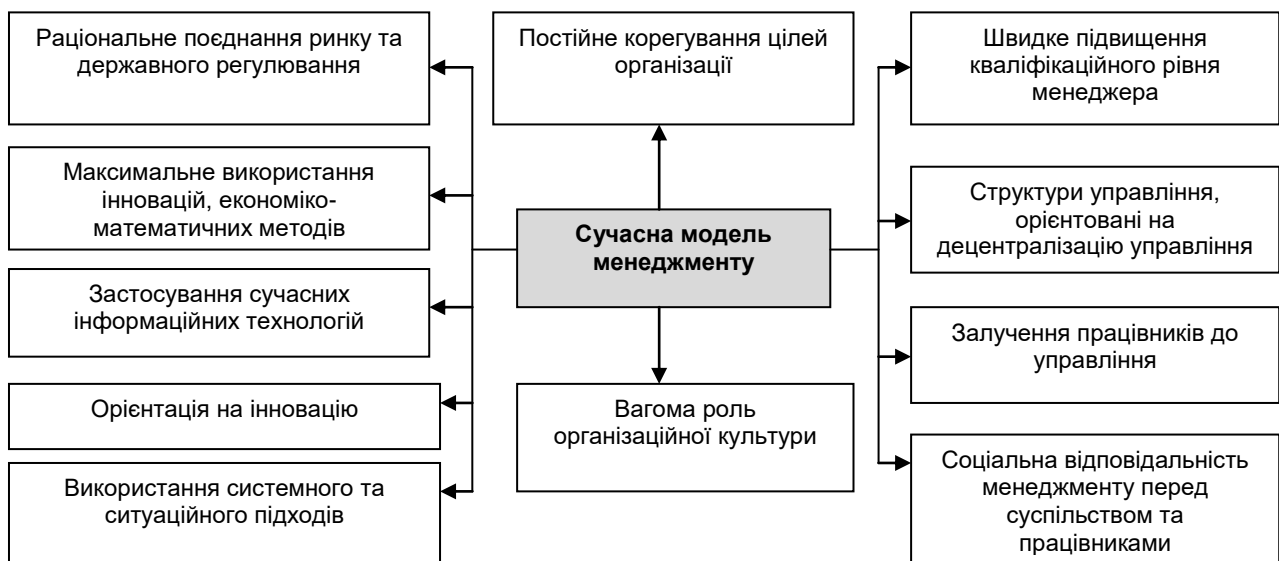 Раціональне поєднання ринку та
державного регулювання
Максимальне використання
інновацій, економіко-
математичних методів
Застосування сучасних
інформаційних технологій
Орієнтація на інновацію
Використання системного та
ситуаційного підходів
Постійне корегування цілей
організації
Сучасна модель
менеджменту
Вагома роль
організаційної культури
Швидке підвищення
кваліфікаційного рівня
менеджера
Структури управління,
орієнтовані на
децентралізацію управління
Залучення працівників до
управління
Соціальна відповідальність
менеджменту перед
суспільством та
працівниками